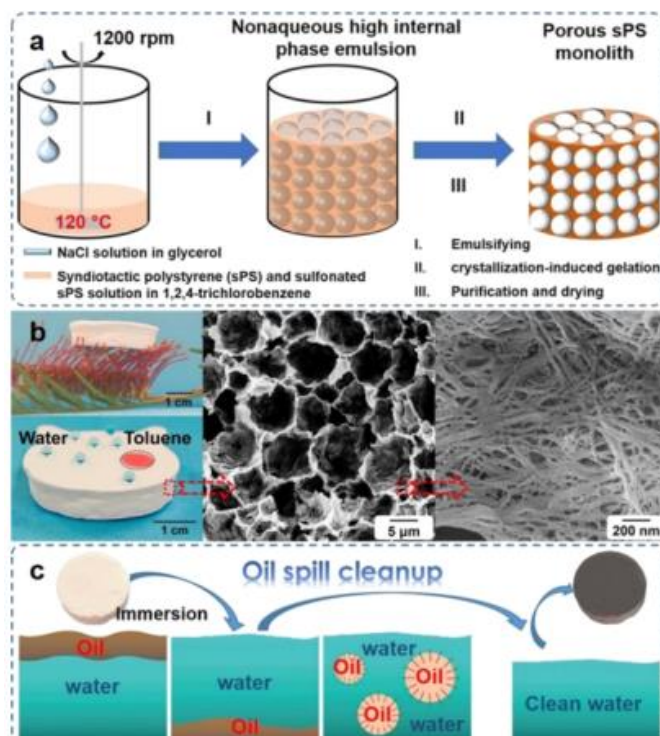 a
1200 rpm
Nonaqueous high internal
phase emulsion
Porous sPS
monolith
I
II
III
120 °C
NaCl solution in glycerol
Syndiotactic polystyrene (sPS) and sulfonated
sPS solution in 1,2,4-trichlorobenzene
I. Emulsifying
II. crystallization-induced gelation
III. Purification and drying
b
1 cm
Water Toluene
1 cm
5 µm
200 nm
c
Oil spill cleanup
Immersion
Oil
water
water
Oil
water
Oil
Oil
Oil
water
Clean water